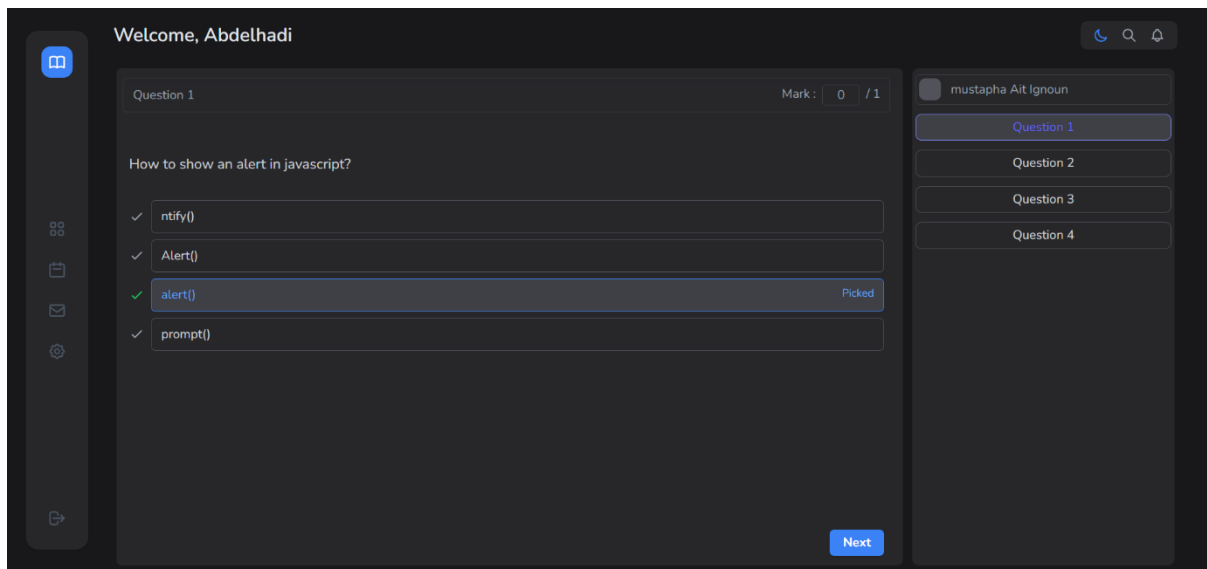 Welcome, Abdelhadi
Question 1
Mark : 0 / 1
How to show an alert in javascript?
ntify()
Alert()
alert() Picked
prompt()
Next
mustapha Ait Ignoun
Question 1
Question 2
Question 3
Question 4